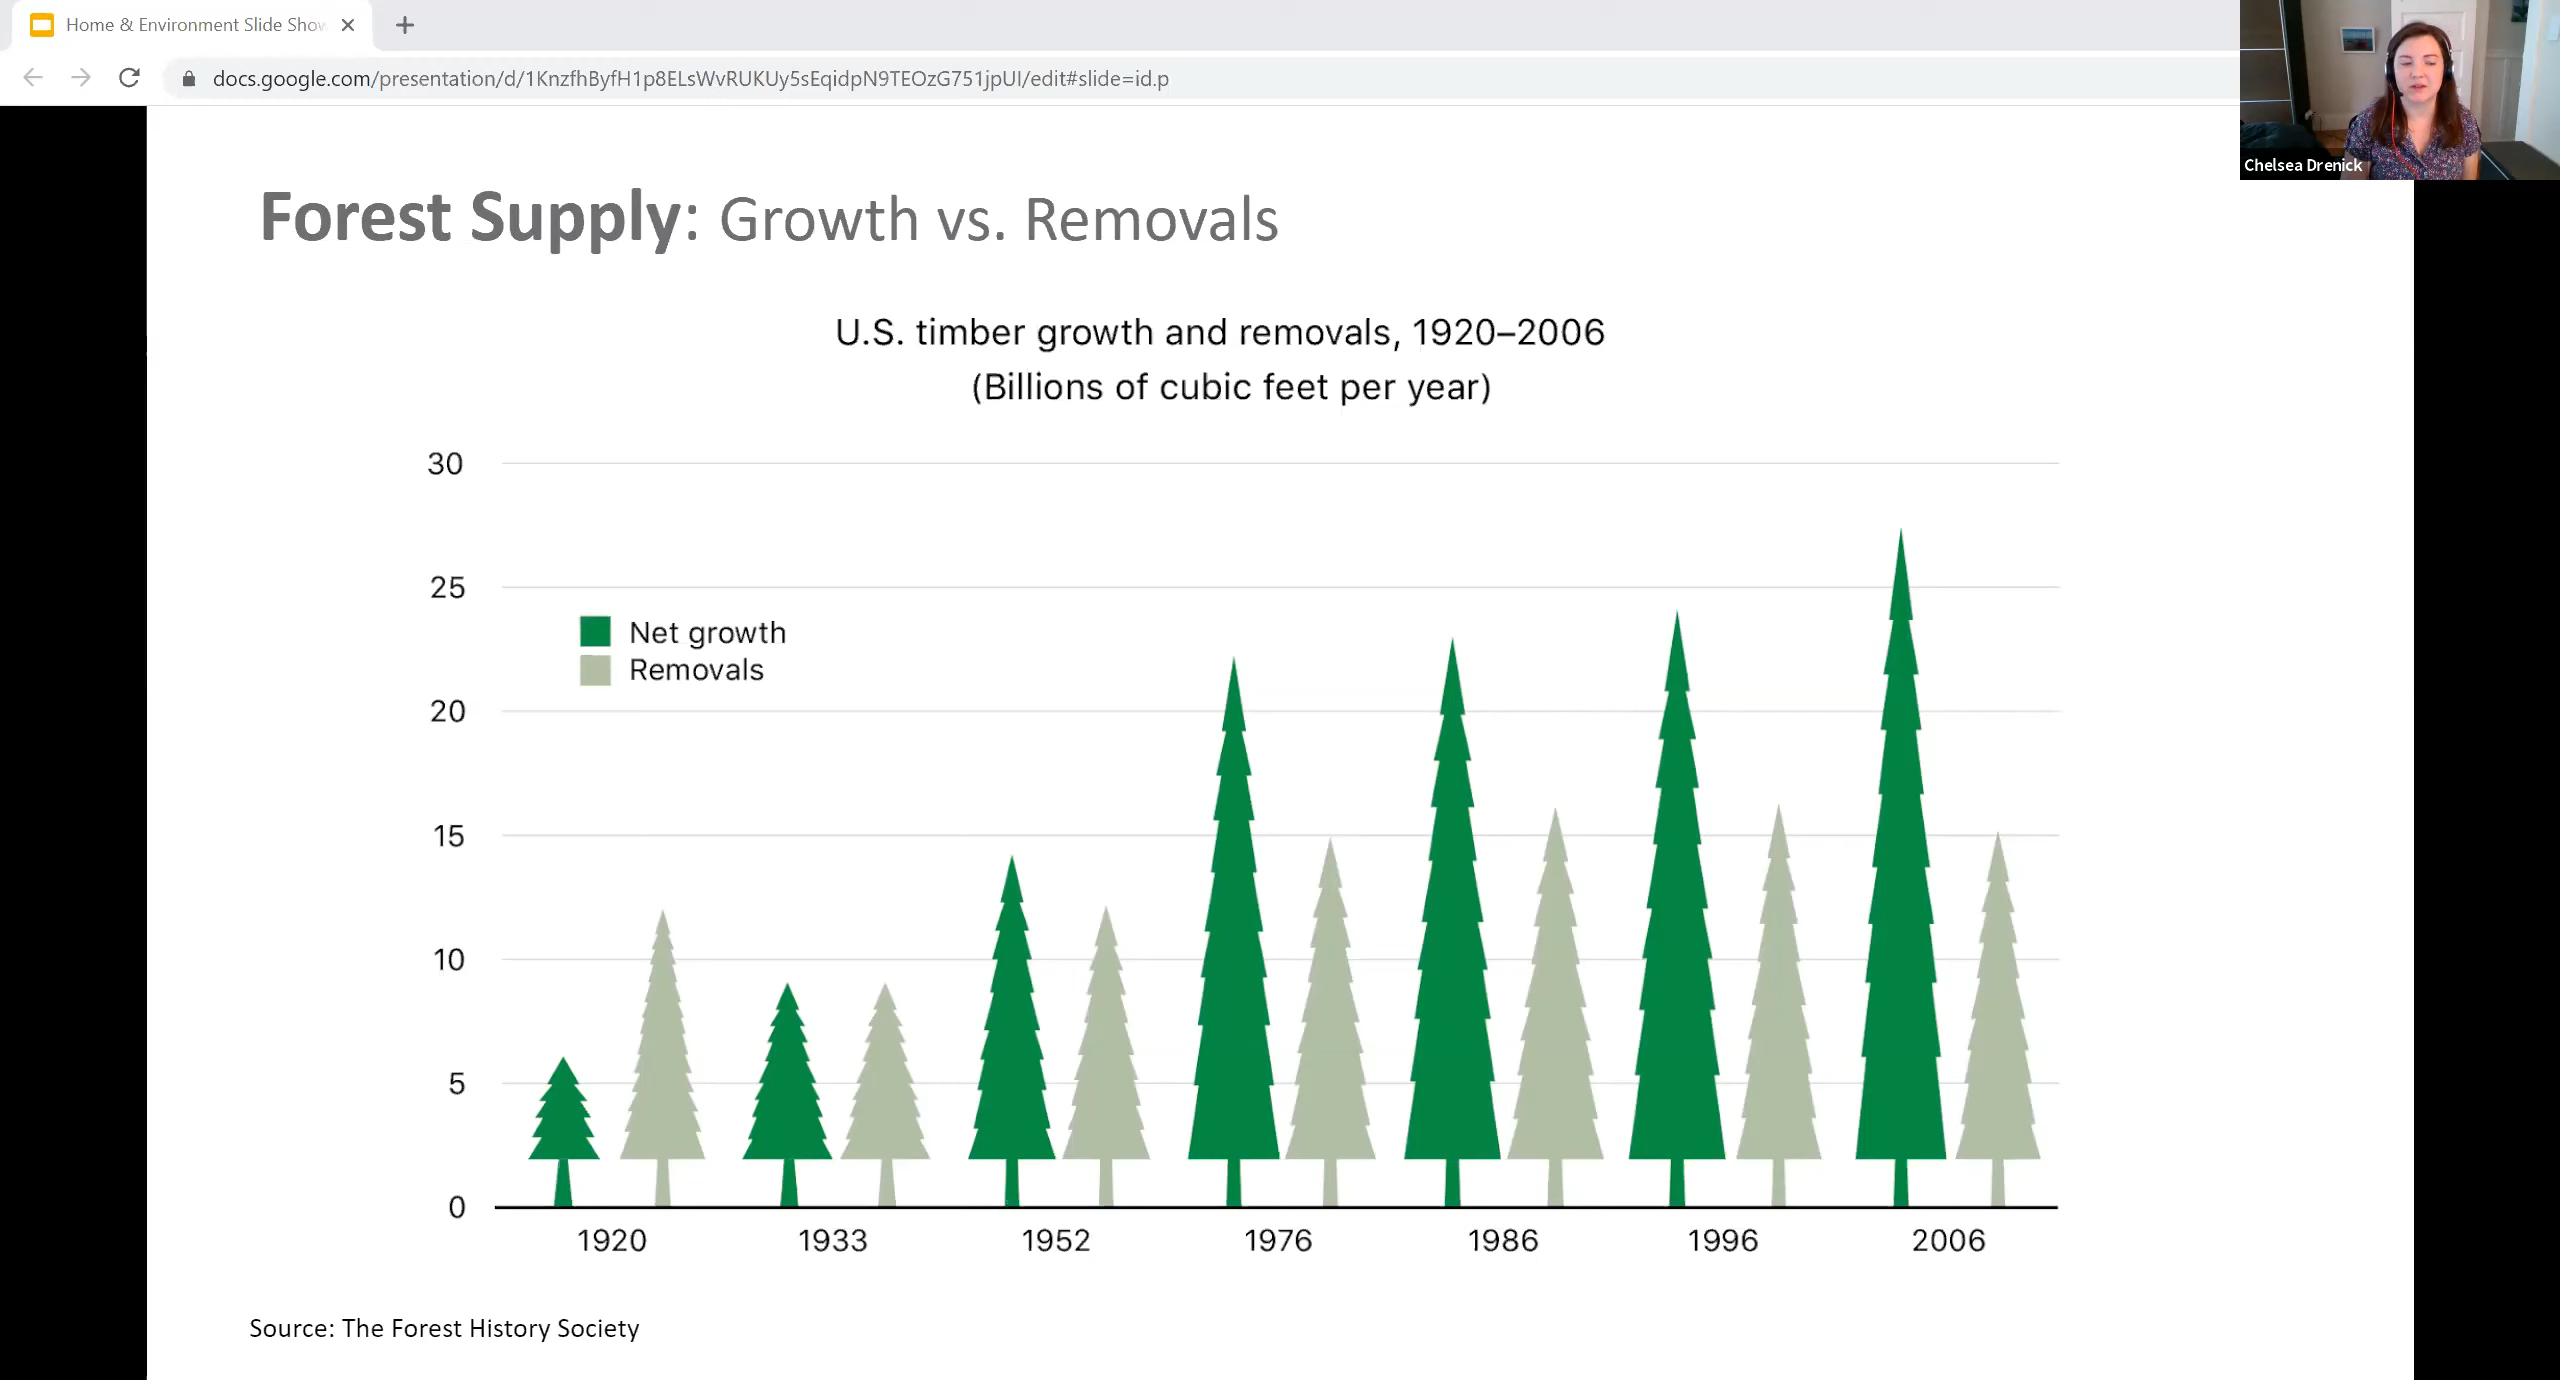 Home & Environment Slide Show
docs.google.com/presentation/d/1KnzfhByfH1p8ELsWvRUKUy5sEqidpN9TEOzG751jpUI/edit#slide=id.p
Chelsea Drenick
Forest Supply: Growth vs. Removals
U.S. timber growth and removals, 1920–2006
(Billions of cubic feet per year)
30
25
Net growth
Removals
20
15
10
5
0
1920 1933 1952 1976 1986 1996 2006
Source: The Forest History Society